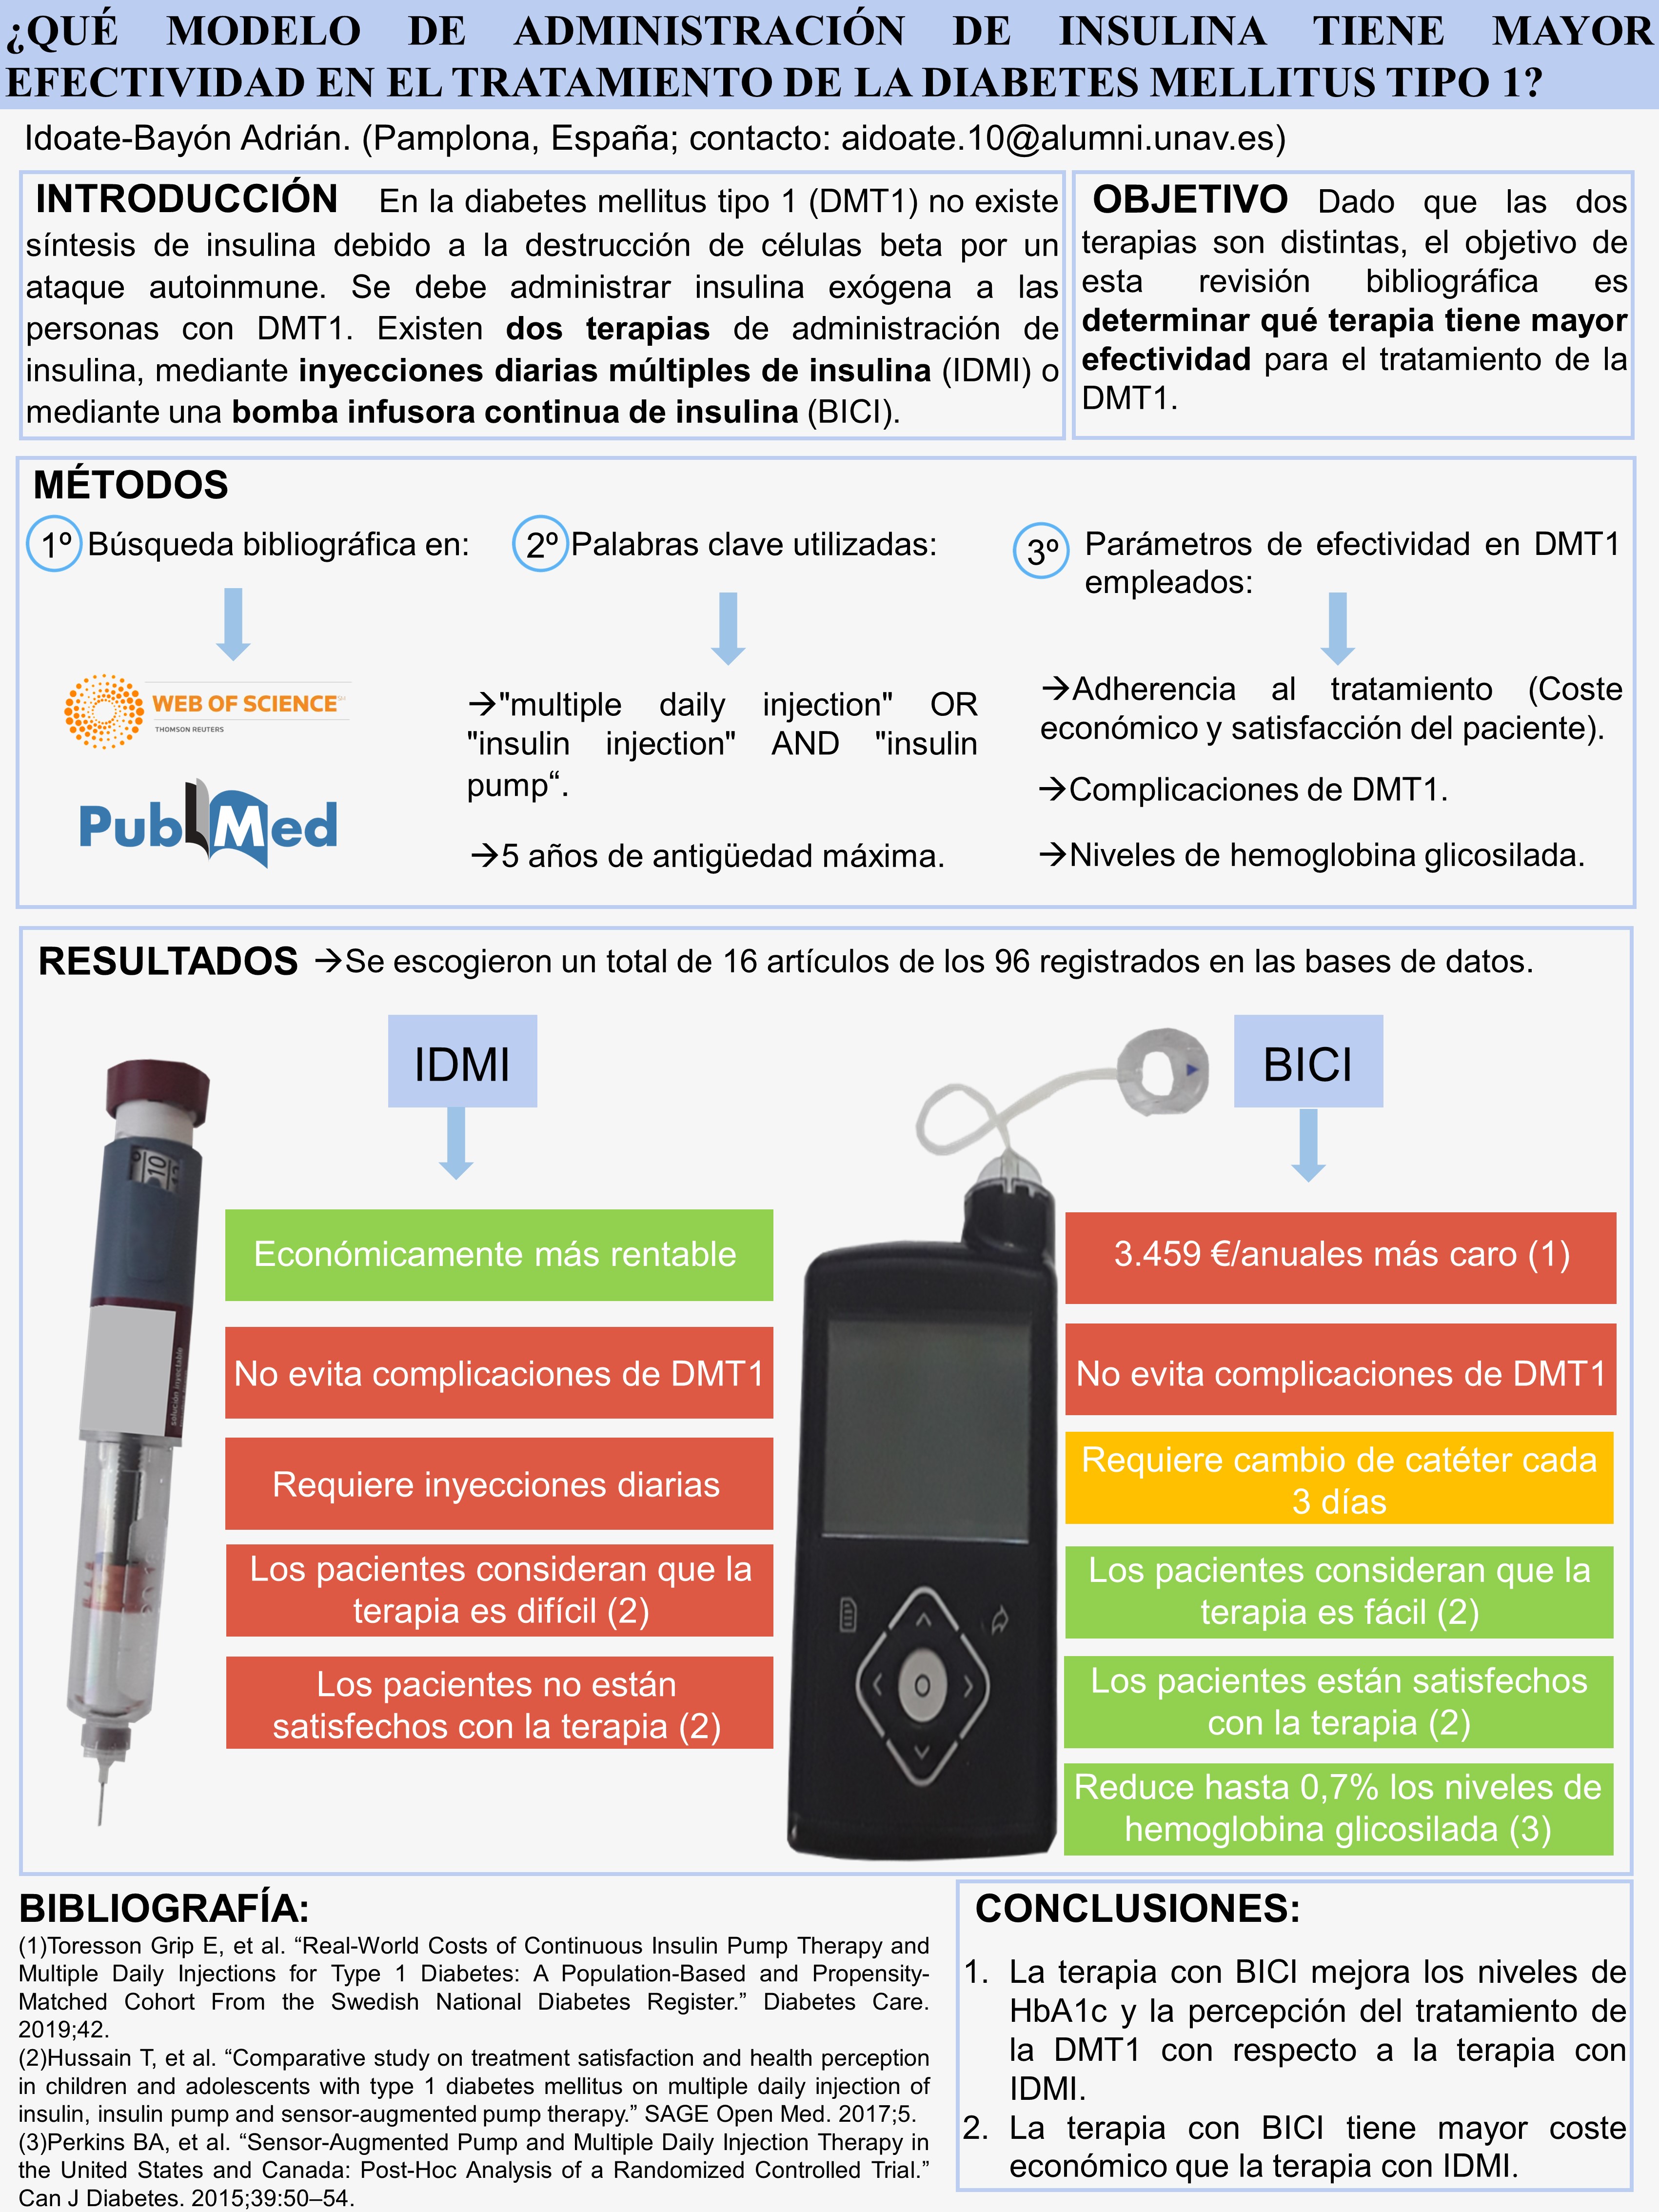 ¿QUÉ MODELO DE ADMINISTRACIÓN DE INSULINA TIENE MAYOR
EFECTIVIDAD EN EL TRATAMIENTO DE LA DIABETES MELLITUS TIPO 1?
Idoate-Bayón Adrián. (Pamplona, España; contacto: aidoate.10@alumni.unav.es)
INTRODUCCIÓN En la diabetes mellitus tipo 1 (DMT1) no existe
síntesis de insulina debido a la destrucción de células beta por un
ataque autoinmune. Se debe administrar insulina exógena a las
personas con DMT1. Existen dos terapias de administración de
insulina, mediante inyecciones diarias múltiples de insulina (IDMI) o
mediante una bomba infusora continua de insulina (BICI).
OBJETIVO Dado que las dos
terapias son distintas, el objetivo de
esta revisión bibliográfica es
determinar qué terapia tiene mayor
efectividad para el tratamiento de la
DMT1.
MÉTODOS
1º Búsqueda bibliográfica en:
WEB OF SCIENCE
THOMSON REUTERS
PubMed
2º Palabras clave utilizadas:
→"multiple daily injection" OR
"insulin injection" AND "insulin
pump“.
→5 años de antigüedad máxima.
3º Parámetros de efectividad en DMT1
empleados:
→Adherencia al tratamiento (Coste
económico y satisfacción del paciente).
→Complicaciones de DMT1.
→Niveles de hemoglobina glicosilada.
RESULTADOS →Se escogieron un total de 16 artículos de los 96 registrados en las bases de datos.
IDMI
10
solución inyectable
Económicamente más rentable
No evita complicaciones de DMT1
Requiere inyecciones diarias
Los pacientes consideran que la
terapia es difícil (2)
Los pacientes no están
satisfechos con la terapia (2)
BICI
3.459 €/anuales más caro (1)
No evita complicaciones de DMT1
Requiere cambio de catéter cada
3 días
Los pacientes consideran que la
terapia es fácil (2)
Los pacientes están satisfechos
con la terapia (2)
Reduce hasta 0,7% los niveles de
hemoglobina glicosilada (3)
BIBLIOGRAFÍA:
(1)Toresson Grip E, et al. “Real-World Costs of Continuous Insulin Pump Therapy and
Multiple Daily Injections for Type 1 Diabetes: A Population-Based and Propensity-
Matched Cohort From the Swedish National Diabetes Register.” Diabetes Care.
2019;42.
(2)Hussain T, et al. “Comparative study on treatment satisfaction and health perception
in children and adolescents with type 1 diabetes mellitus on multiple daily injection of
insulin, insulin pump and sensor-augmented pump therapy.” SAGE Open Med. 2017;5.
(3)Perkins BA, et al. “Sensor-Augmented Pump and Multiple Daily Injection Therapy in
the United States and Canada: Post-Hoc Analysis of a Randomized Controlled Trial.”
Can J Diabetes. 2015;39:50–54.
CONCLUSIONES:
1. La terapia con BICI mejora los niveles de
HbA1c y la percepción del tratamiento de
la DMT1 con respecto a la terapia con
IDMI.
2. La terapia con BICI tiene mayor coste
económico que la terapia con IDMI.